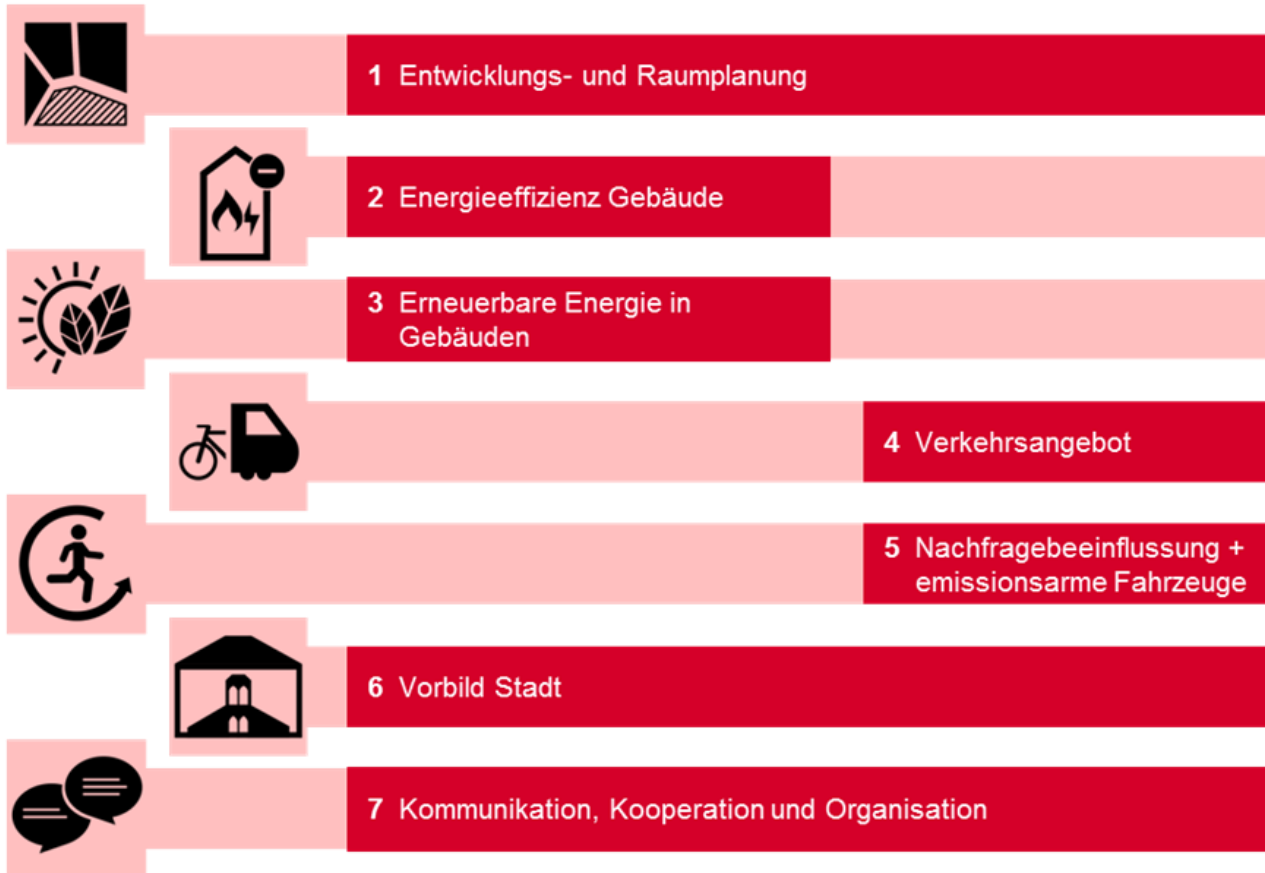 1 Entwicklungs- und Raumplanung
2 Energieeffizienz Gebäude
3 Erneuerbare Energie in
Gebäuden
4 Verkehrsangebot
5 Nachfragebeeinflussung +
emissionsarme Fahrzeuge
6 Vorbild Stadt
7 Kommunikation, Kooperation und Organisation